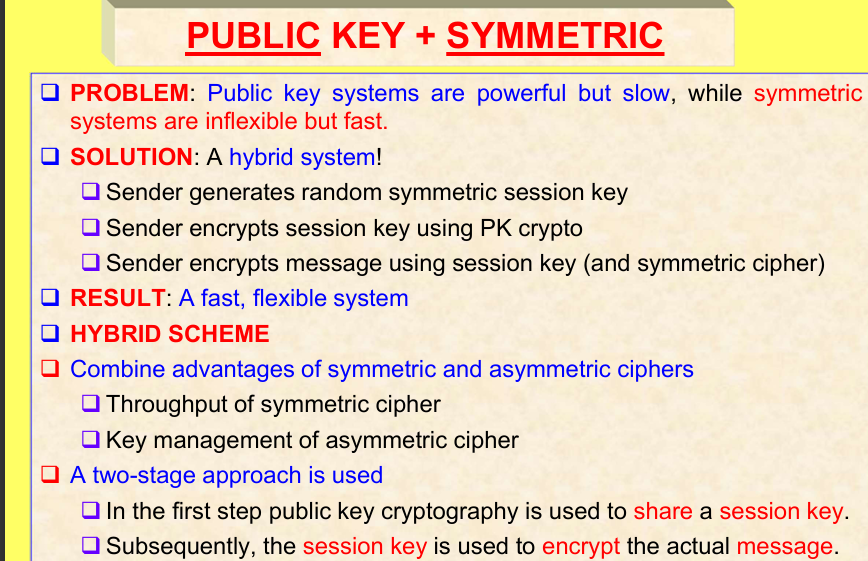 PUBLIC KEY + SYMMETRIC
PROBLEM: Public key systems are powerful but slow, while symmetric
systems are inflexible but fast.
SOLUTION: A hybrid system!
Sender generates random symmetric session key
Sender encrypts session key using PK crypto
Sender encrypts message using session key (and symmetric cipher)
RESULT: A fast, flexible system
HYBRID SCHEME
Combine advantages of symmetric and asymmetric ciphers
Throughput of symmetric cipher
Key management of asymmetric cipher
A two-stage approach is used
In the first step public key cryptography is used to share a session key.
Subsequently, the session key is used to encrypt the actual message.